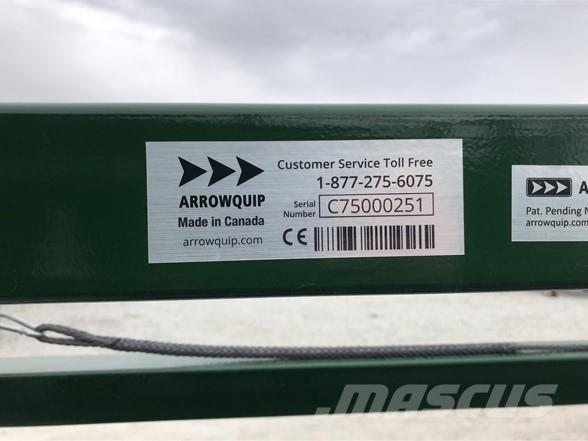 ARROWQUIP
Made in Canada
arrowquip.com
Customer Service Toll Free
1-877-275-6075
Serial Number C75000251
CE
Pat. Pending
arrowquip.co
MASCUS